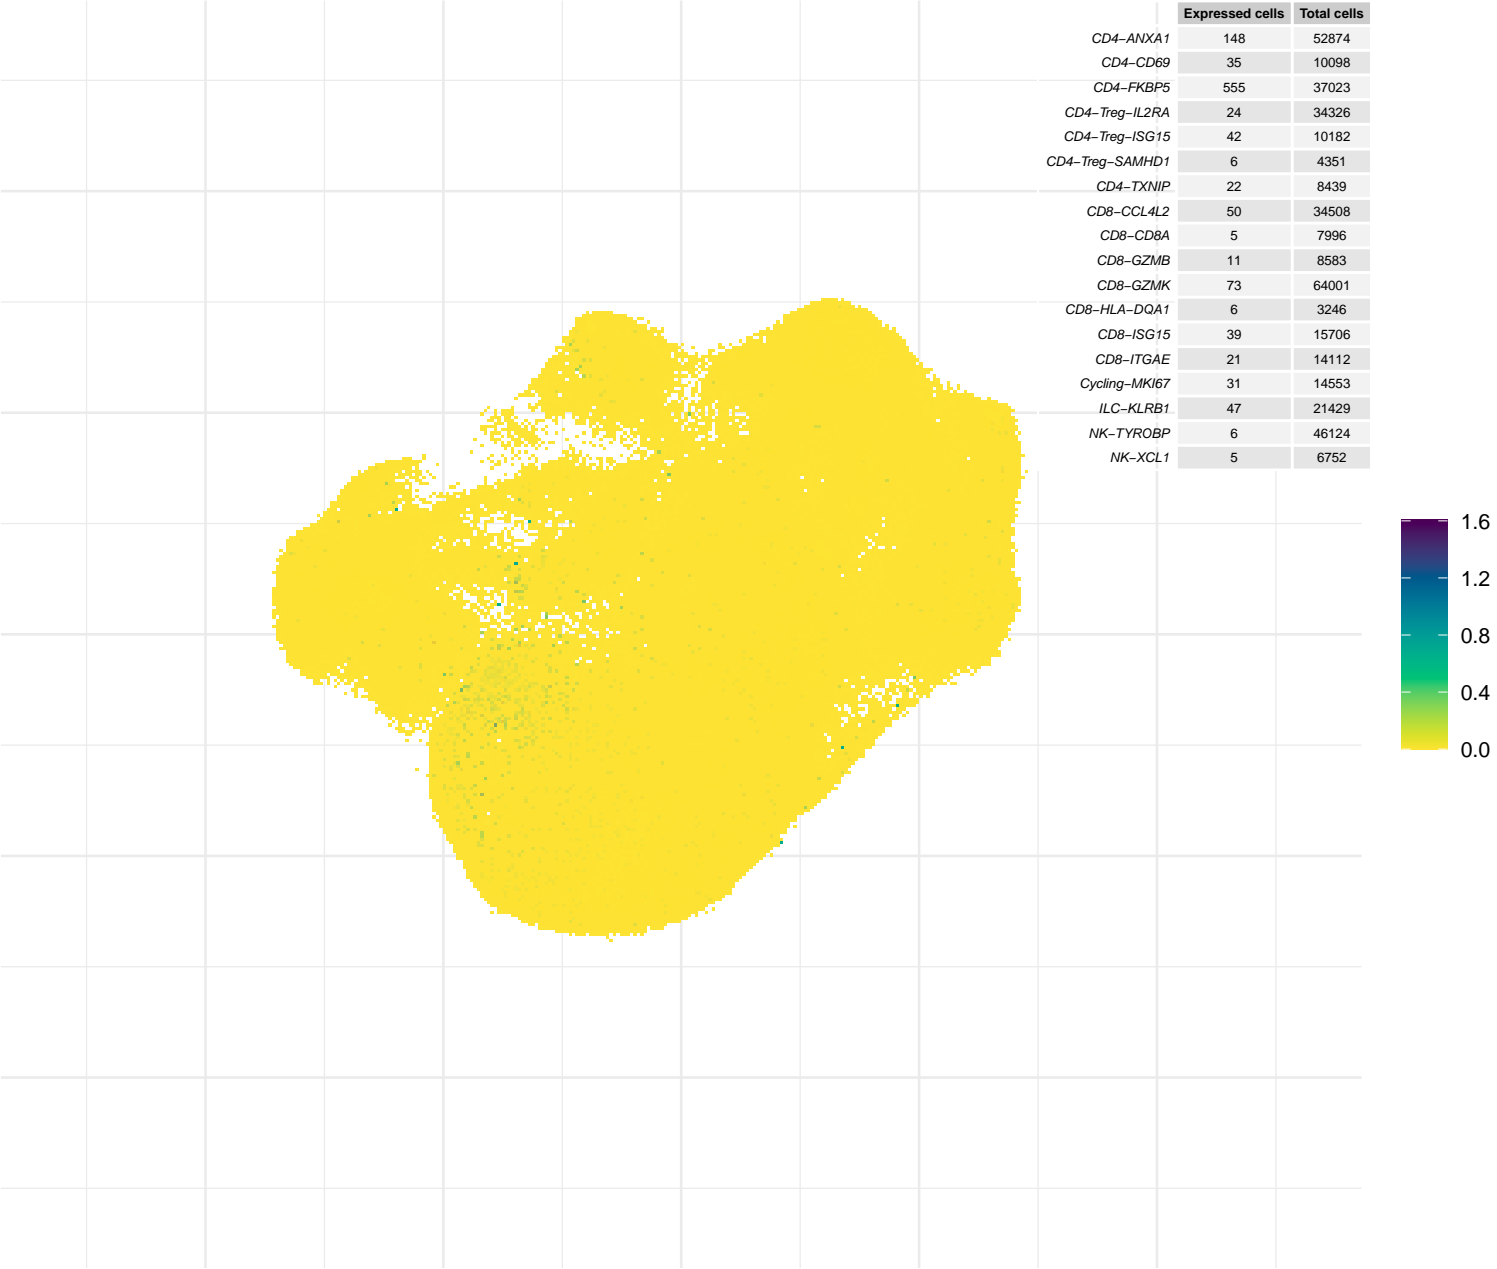 Expressed cells Total cells
CD4−ANXA1 148 52874
CD4−CD69 35 10098
CD4−FKBP5 555 37023
CD4−Treg−IL2RA 24 34326
CD4−Treg−ISG15 42 10182
CD4−Treg−SAMHD1 6 4351
CD4−TXNIP 22 8439
CD8−CCL4L2 50 34508
CD8−CD8A 5 7996
CD8−GZMB 11 8583
CD8−GZMK 73 64001
CD8−HLA−DQA1 6 3246
CD8−ISG15 39 15706
CD8−ITGAE 21 14112
Cycling−MKI67 31 14553
ILC−KLRB1 47 21429
NK−TYROBP 6 46124
NK−XCL1 5 6752
1.6
1.2
0.8
0.4
0.0